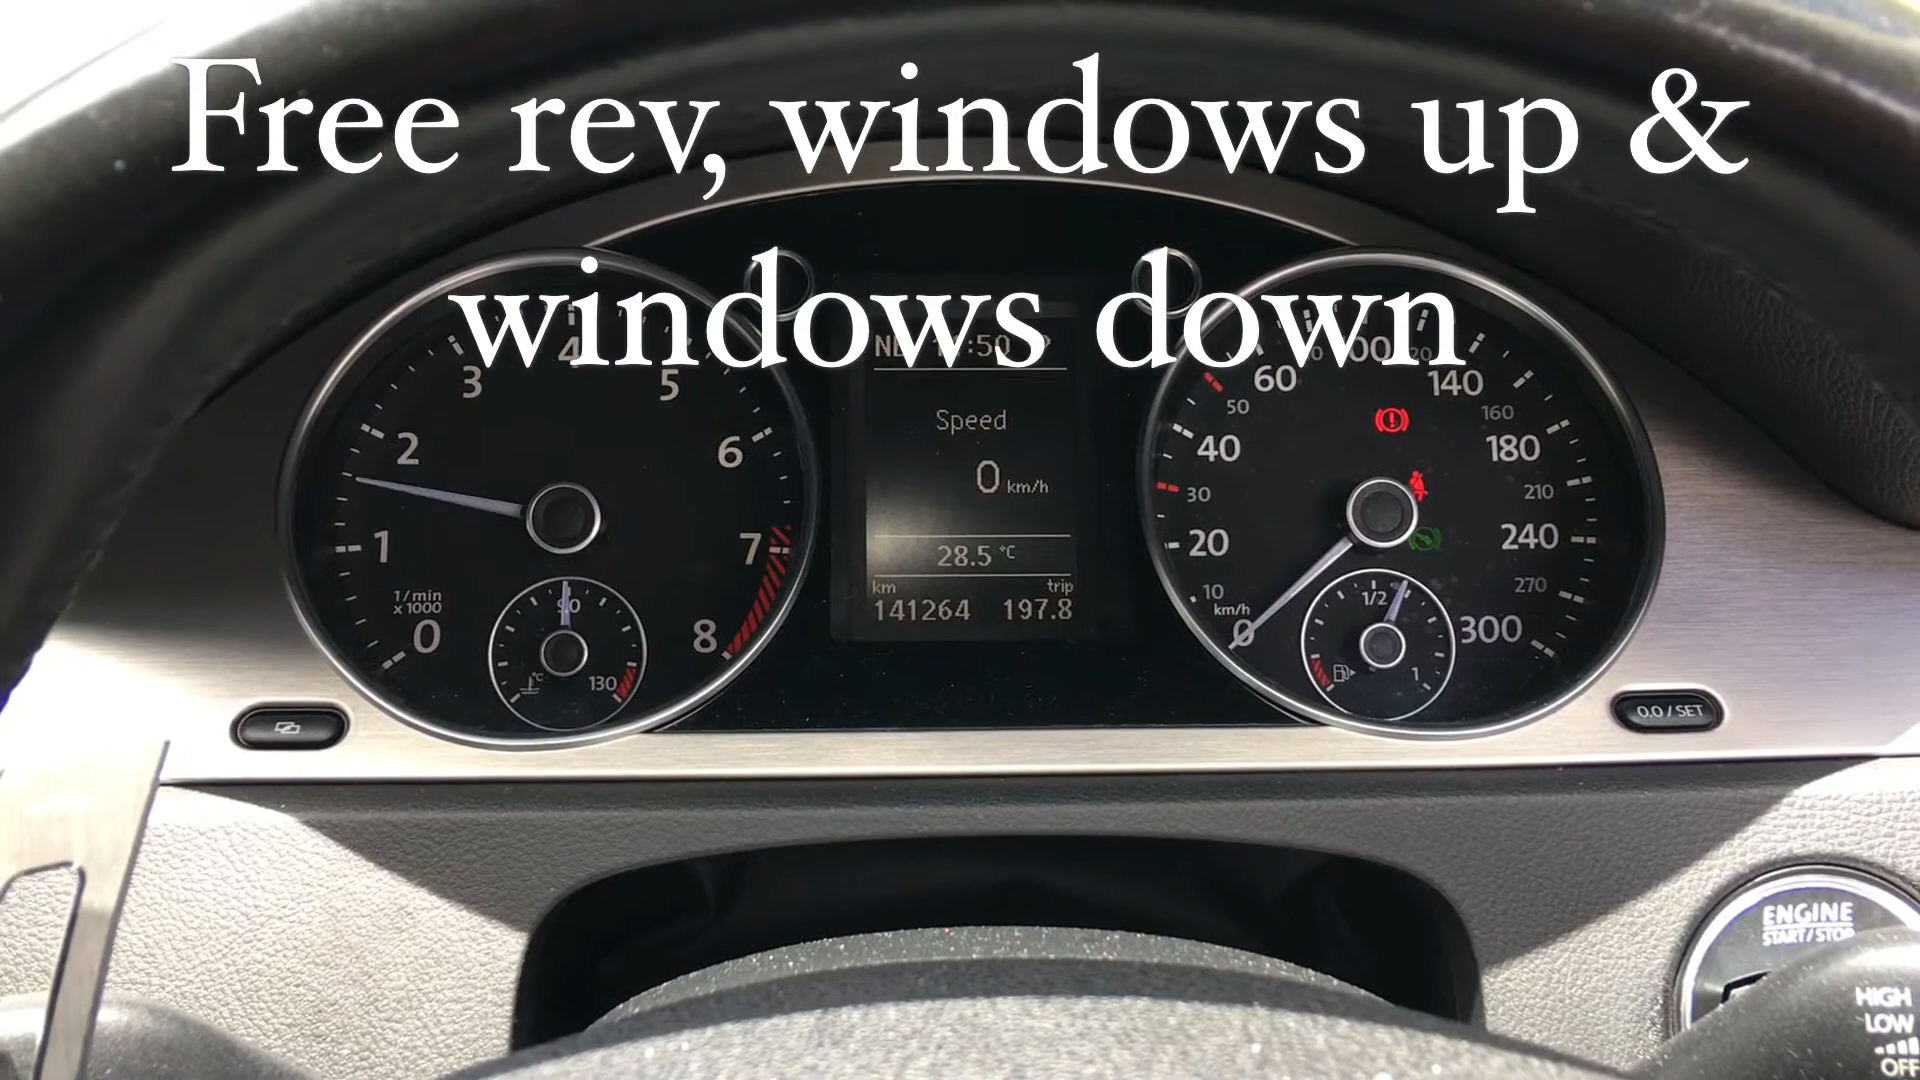 Free rev, windows up &
windows down
Speed
0 km/h
28.5 °C
km trip
141264 197.8
0 1 2 3 4 5 6 7 8
1/min
x 1000
90
130
°C
0 10 20 30 40 50 60 140 160 180 210 240 270 300
km/h
1/2
1
0.0 / SET
ENGINE
START/STOP
HIGH
LOW
OFF